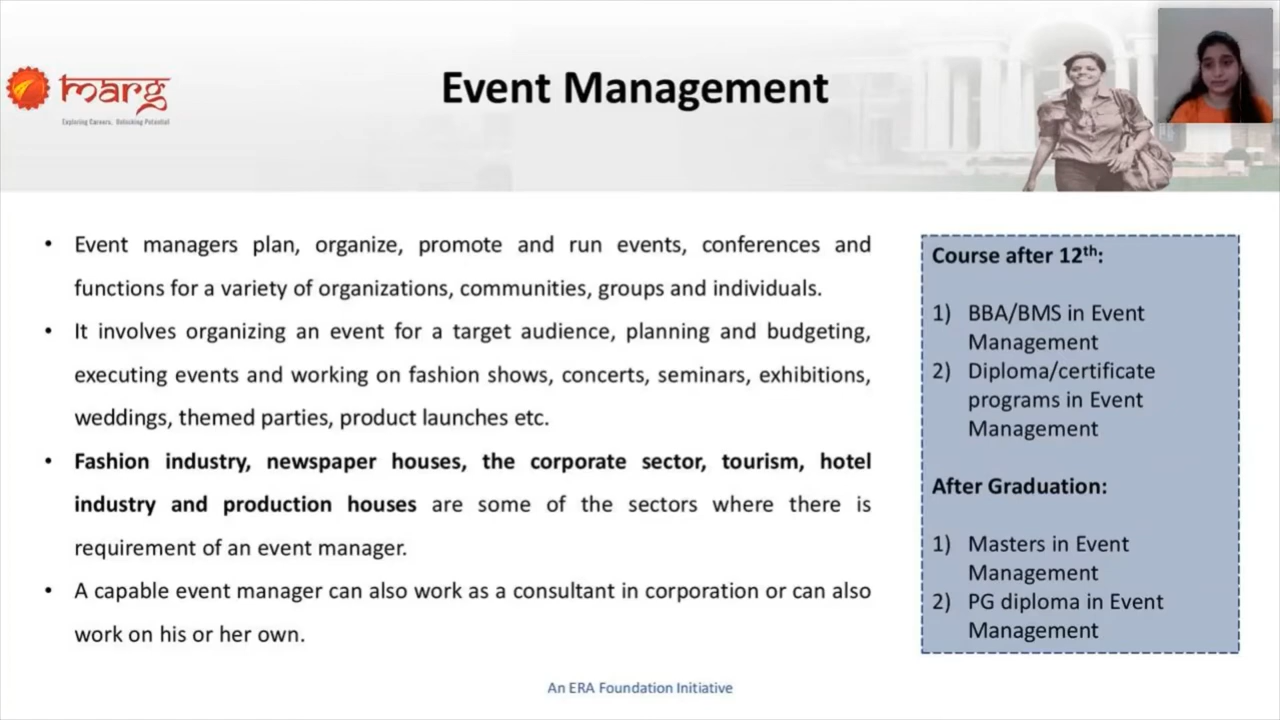 marg
Exploring Careers, Unlocking Potential
Event Management
• Event managers plan, organize, promote and run events, conferences and
functions for a variety of organizations, communities, groups and individuals.
• It involves organizing an event for a target audience, planning and budgeting,
executing events and working on fashion shows, concerts, seminars, exhibitions,
weddings, themed parties, product launches etc.
• Fashion industry, newspaper houses, the corporate sector, tourism, hotel
industry and production houses are some of the sectors where there is
requirement of an event manager.
• A capable event manager can also work as a consultant in corporation or can also
work on his or her own.
Course after 12th:
1) BBA/BMS in Event
Management
2) Diploma/certificate
programs in Event
Management
After Graduation:
1) Masters in Event
Management
2) PG diploma in Event
Management
An ERA Foundation Initiative